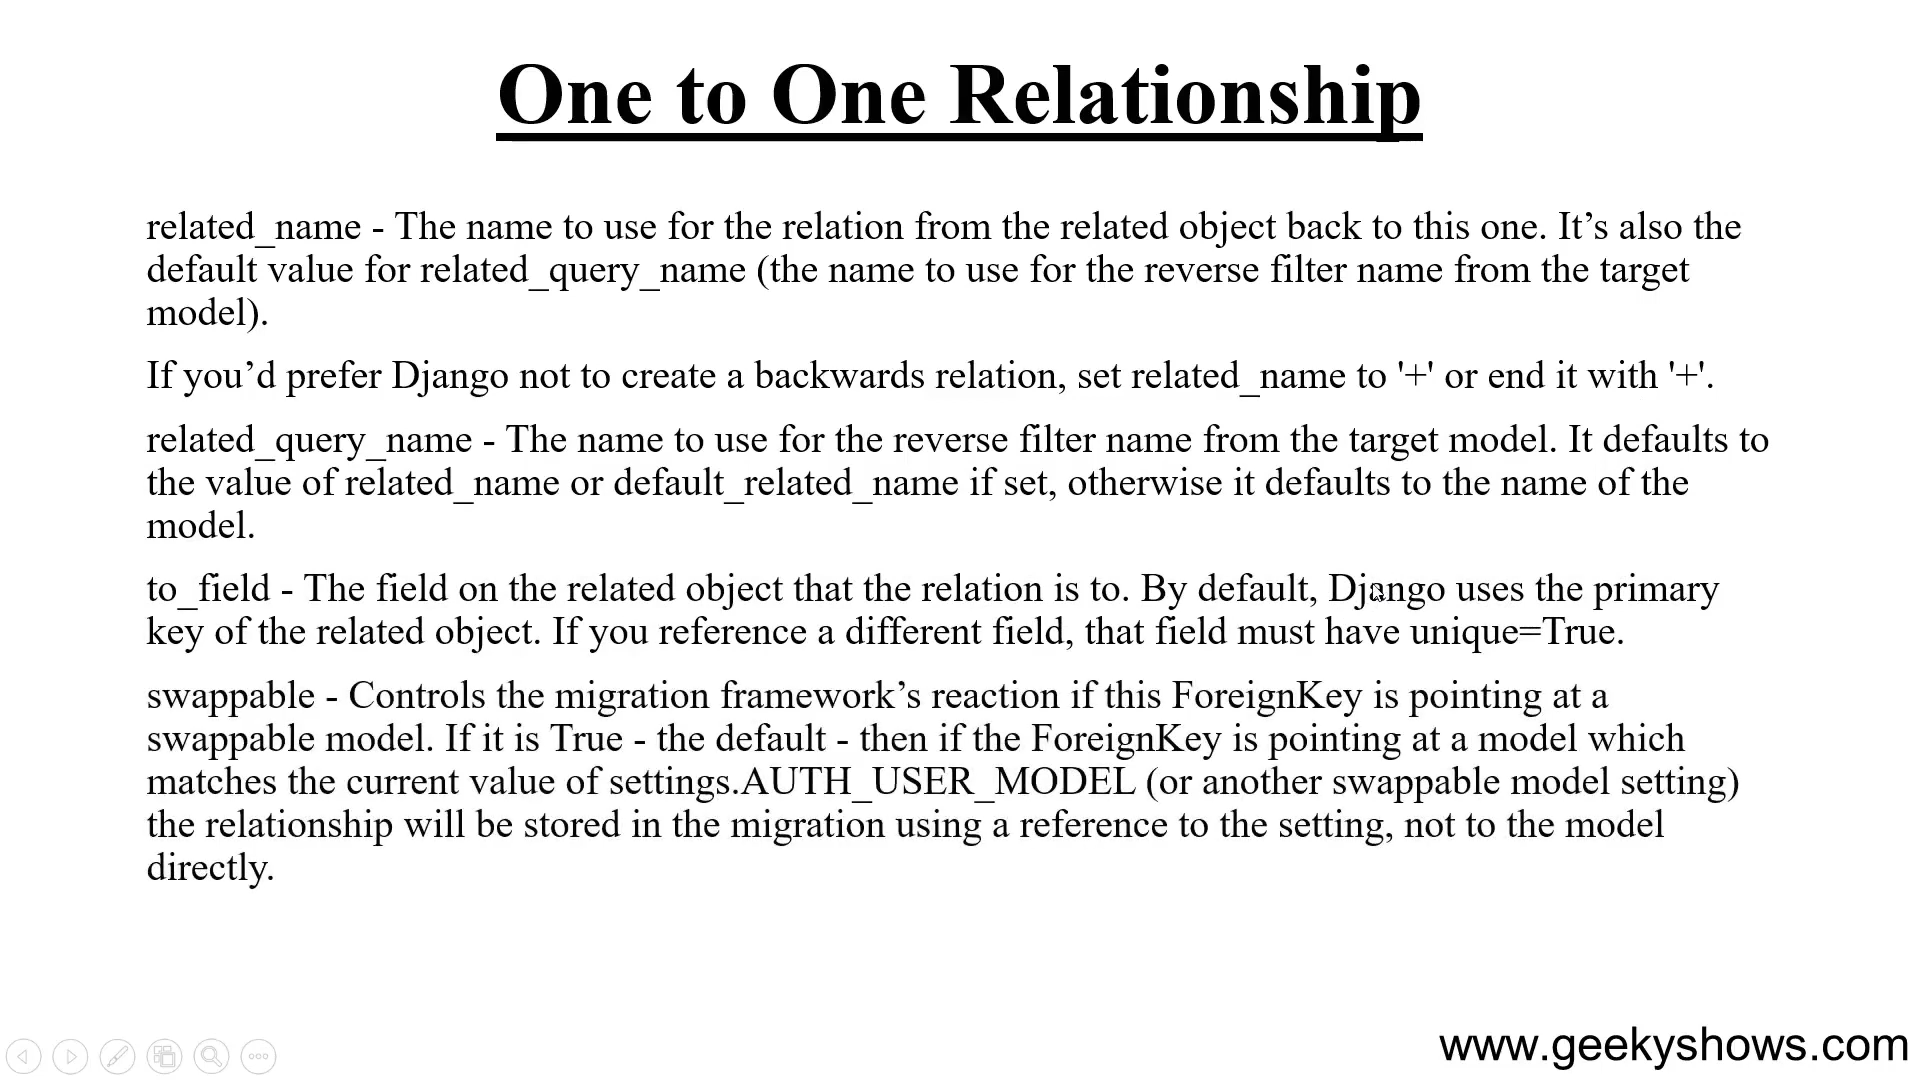 One to One Relationship
related_name - The name to use for the relation from the related object back to this one. It’s also the
default value for related_query_name (the name to use for the reverse filter name from the target
model).
If you’d prefer Django not to create a backwards relation, set related_name to '+' or end it with '+'.
related_query_name - The name to use for the reverse filter name from the target model. It defaults to
the value of related_name or default_related_name if set, otherwise it defaults to the name of the
model.
to_field - The field on the related object that the relation is to. By default, Django uses the primary
key of the related object. If you reference a different field, that field must have unique=True.
swappable - Controls the migration framework’s reaction if this ForeignKey is pointing at a
swappable model. If it is True - the default - then if the ForeignKey is pointing at a model which
matches the current value of settings.AUTH_USER_MODEL (or another swappable model setting)
the relationship will be stored in the migration using a reference to the setting, not to the model
directly.
www.geekyshows.com